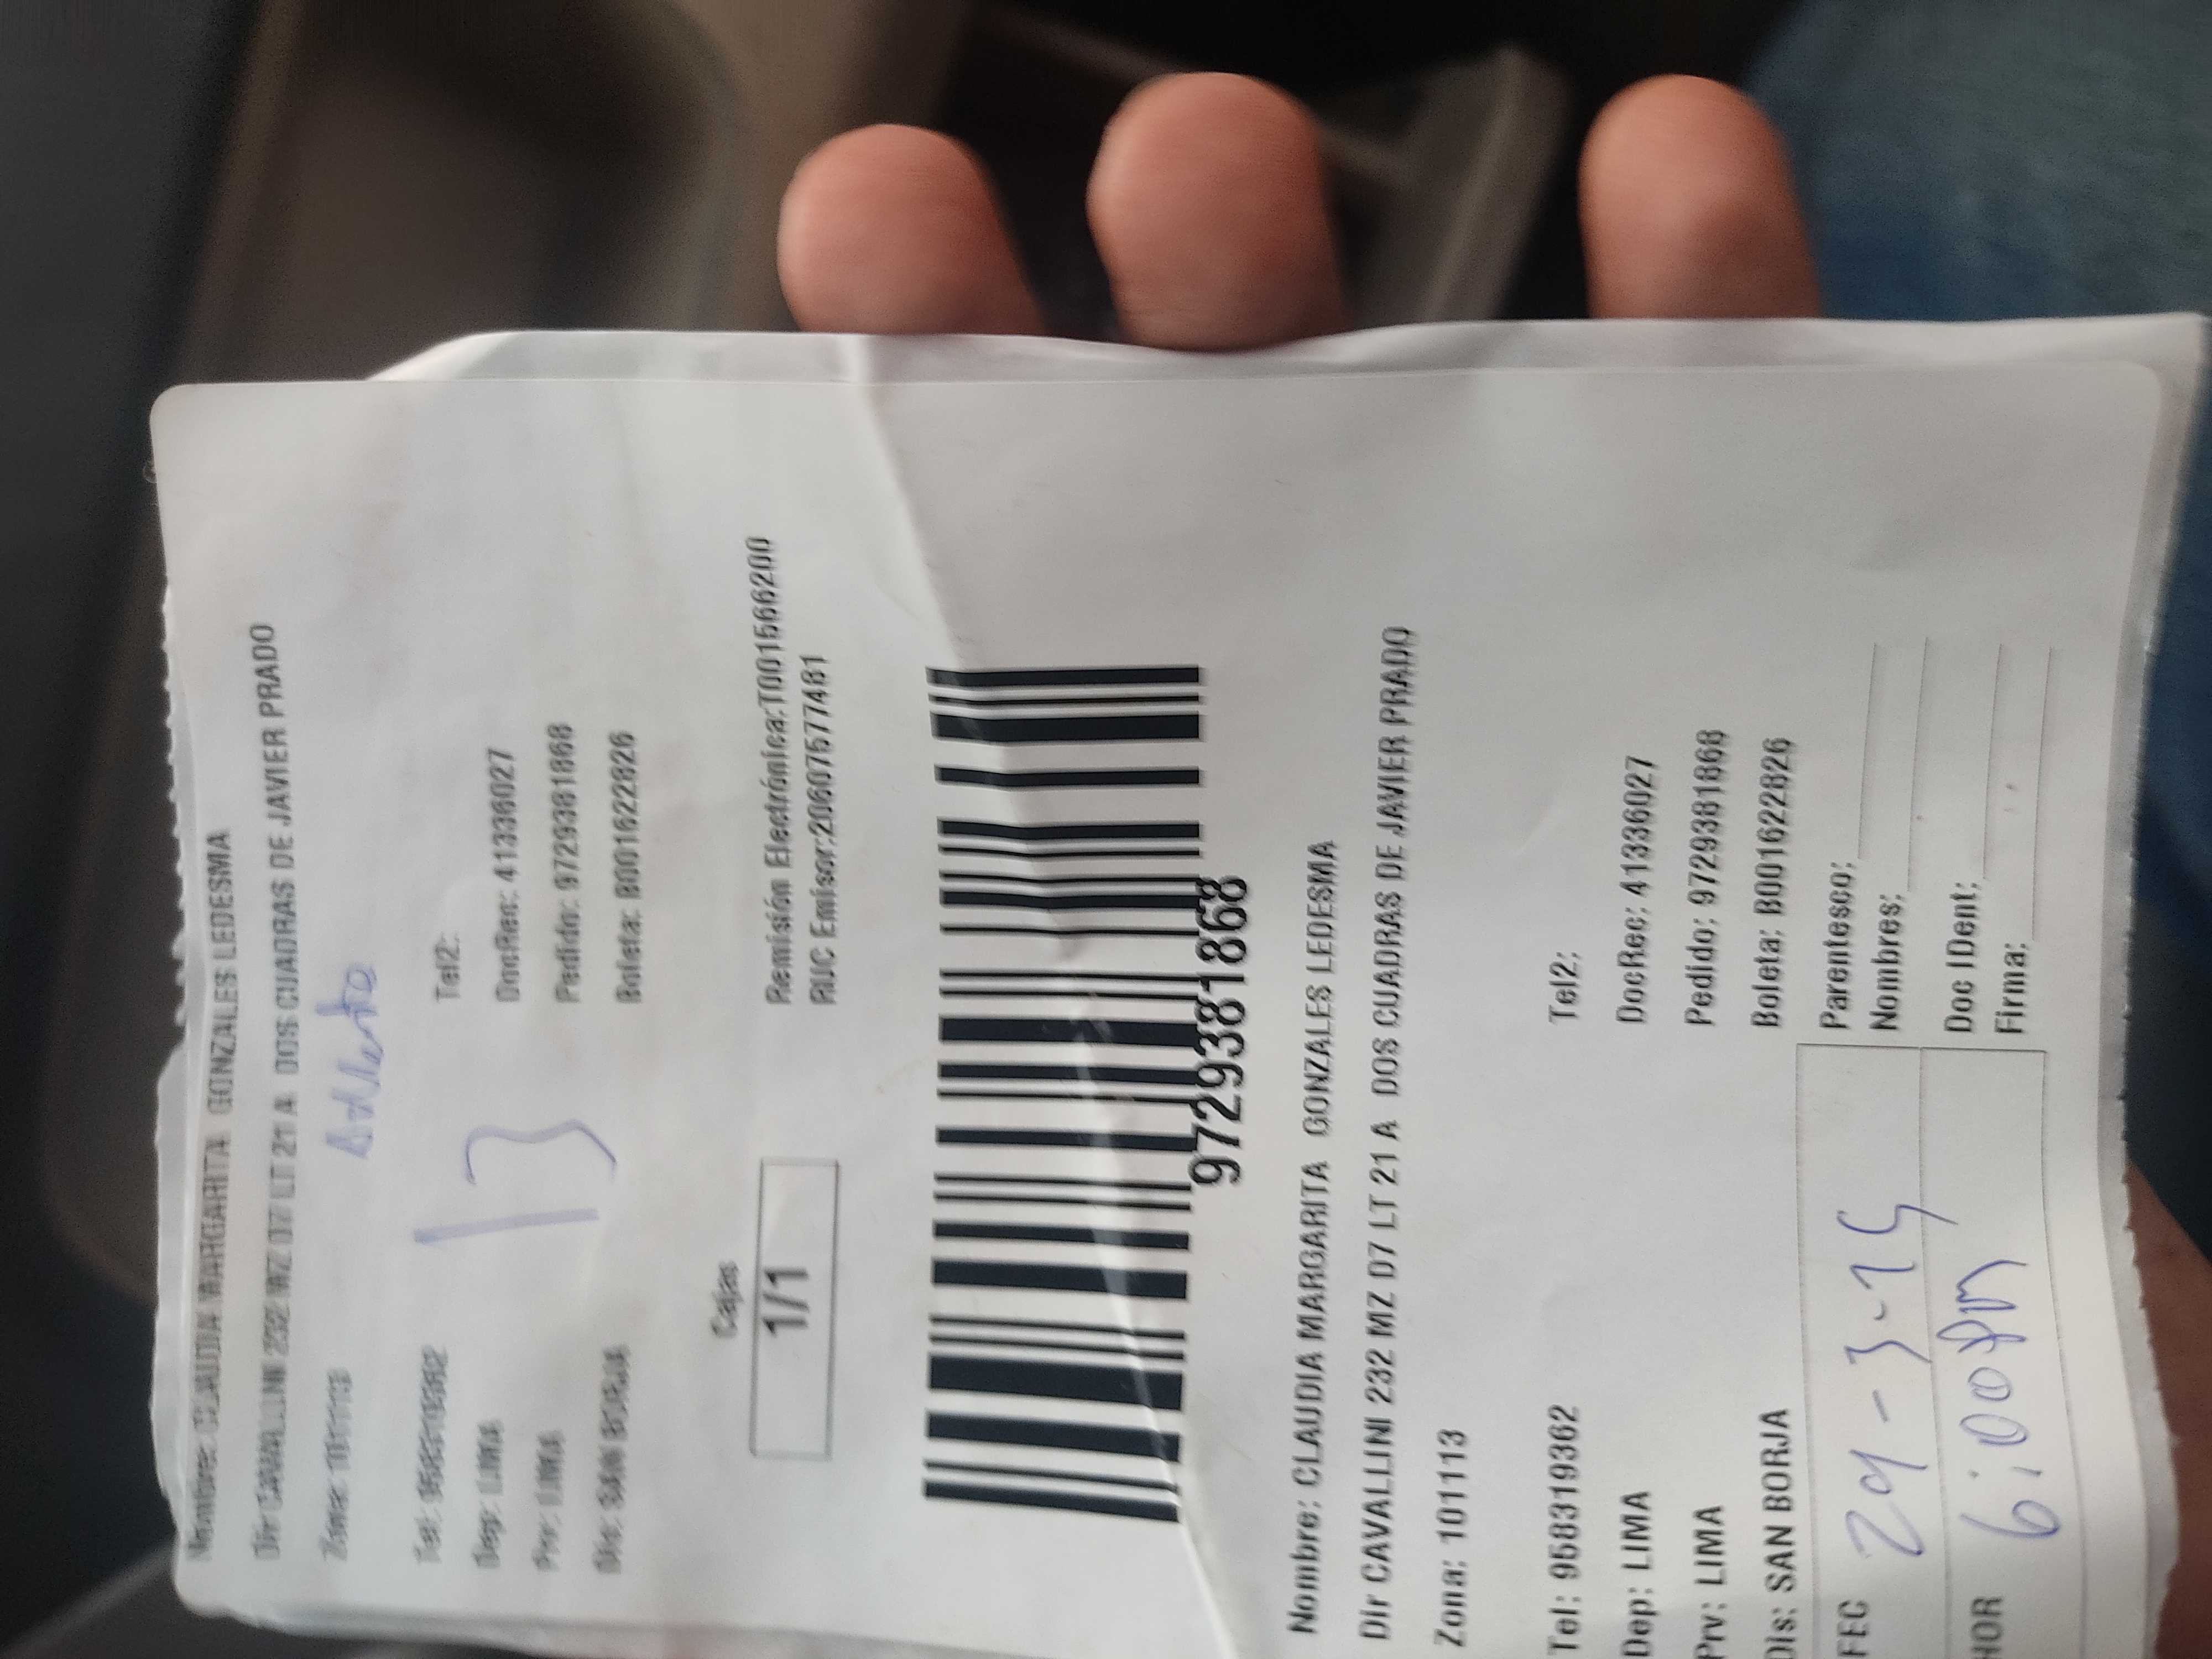 Nombre: CLAUDIA MARGARITA GONZALES LEDESMA
Dir CAVALLINI 232 MZ D7 LT 21 A DOS CUADRAS DE JAVIER PRADO
Zona: 101113
13
Tel: 958319362 Tel2:
Dep: LIMA DocRec: 41336027
Prv: LIMA Pedido: 9729381868
Dis: SAN BORJA Boleta: B001622826
Cajas
1/1
Remisión Electrónica:T001566200
RUC Emisor:20607577481
9729381868
Nombre: CLAUDIA MARGARITA GONZALES LEDESMA
Dir CAVALLINI 232 MZ D7 LT 21 A DOS CUADRAS DE JAVIER PRADO
Zona: 101113
Tel: 958319362 Tel2:
Dep: LIMA DocRec: 41336027
Prv: LIMA Pedido: 9729381868
Dis: SAN BORJA Boleta: B001622826
FEC Parentesco:
Nombres:
HOR 6:00pm Doc IDent:
Firma: